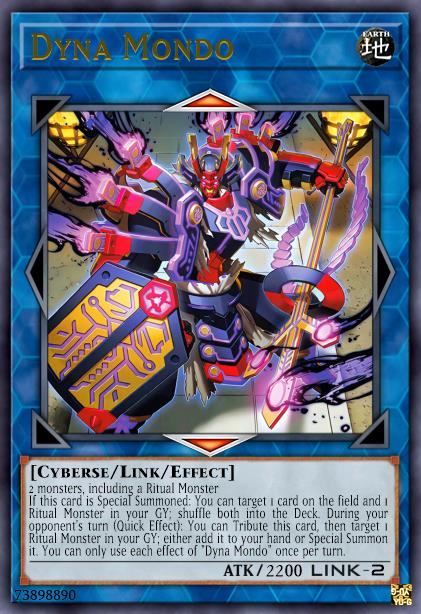 Dyna Mondo
EARTH
地
[Cyberse/Link/Effect]
2 monsters, including a Ritual Monster
If this card is Special Summoned: You can target 1 card on the field and 1
Ritual Monster in your GY; shuffle both into the Deck. During your
opponent's turn (Quick Effect): You can Tribute this card, then target 1
Ritual Monster in your GY; either add it to your hand or Special Summon
it. You can only use each effect of "Dyna Mondo" once per turn.
ATK/2200 LINK-2
73898890